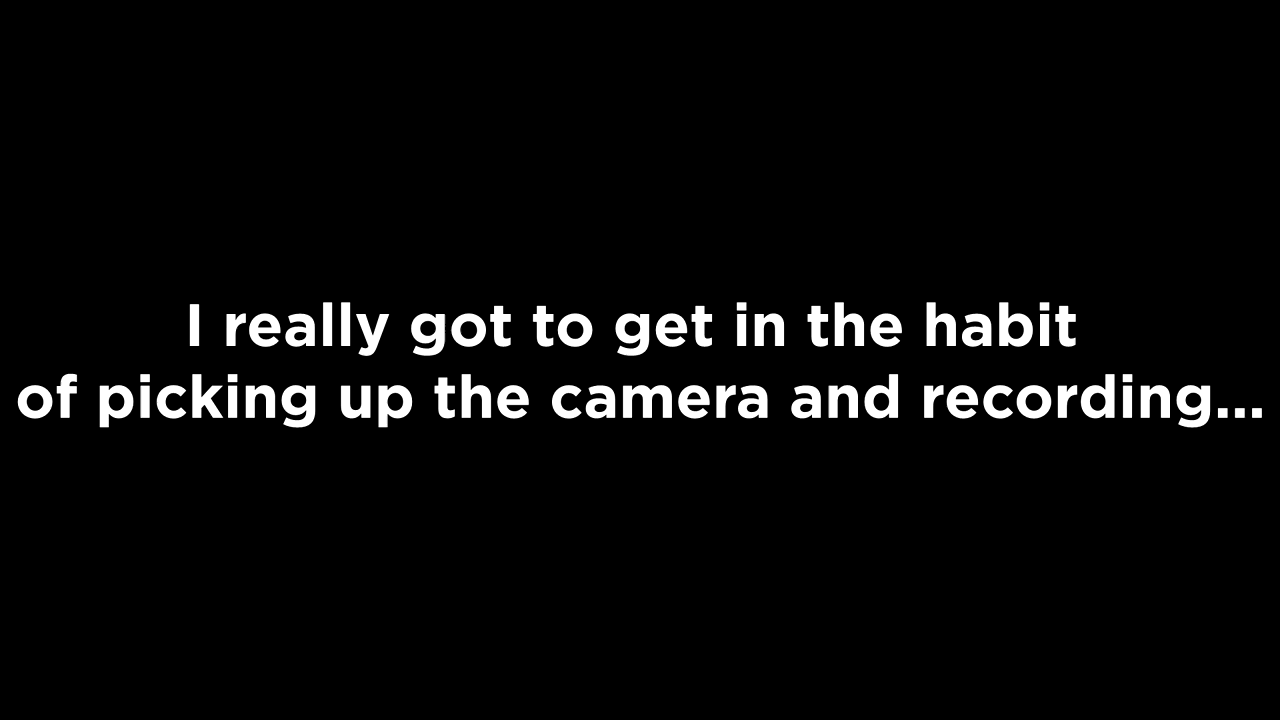 I really got to get in the habit
of picking up the camera and recording...